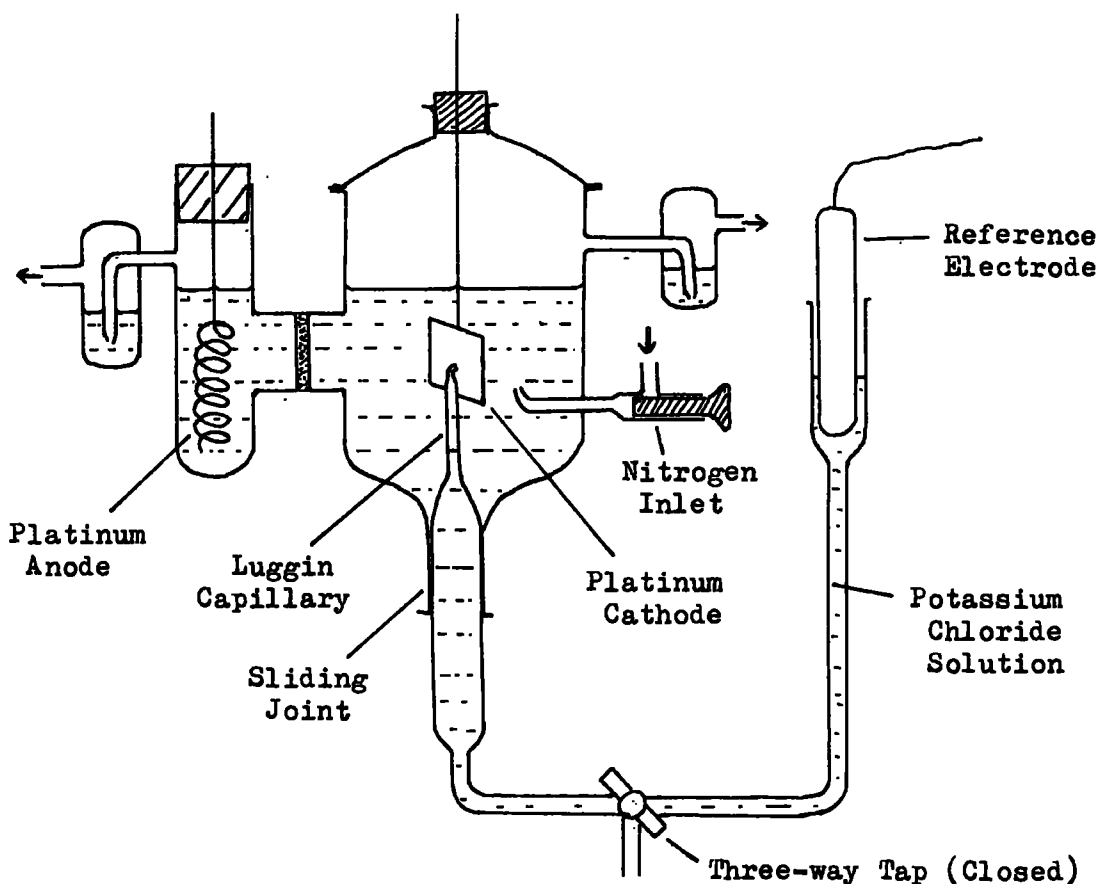 Reference
Electrode
Nitrogen
Inlet
Platinum
Anode
Luggin
Capillary
Platinum
Cathode
Potassium
Chloride
Solution
Sliding
Joint
Three-way Tap (Closed)